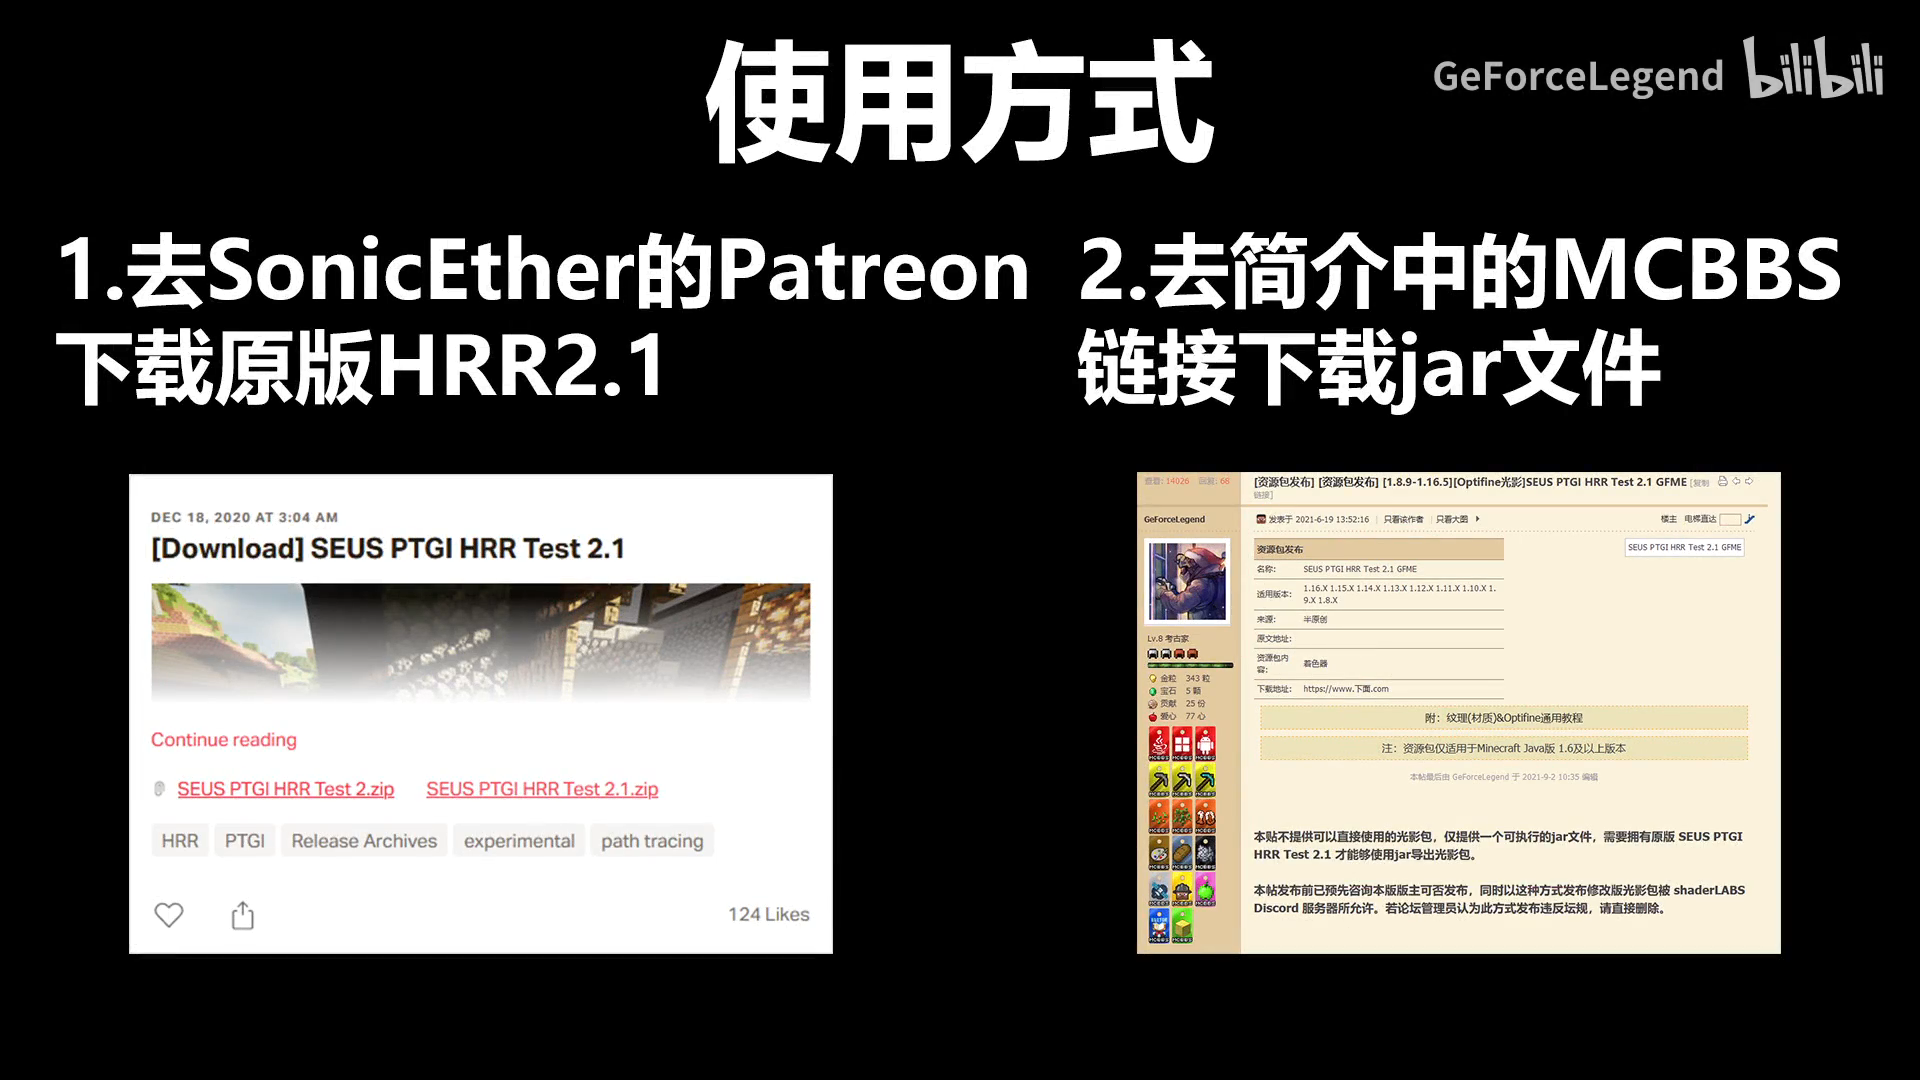 使用方式
GeForceLegend bilibili
1.去SonicEther的Patreon
下载原版HRR2.1
2.去简介中的MCBBS
链接下载jar文件
DEC 18, 2020 AT 3:04 AM
[Download] SEUS PTGI HRR Test 2.1
Continue reading
SEUS PTGI HRR Test 2.zip SEUS PTGI HRR Test 2.1.zip
HRR PTGI Release Archives experimental path tracing
124 Likes
查看: 14026 回复: 68
[资源包发布] [资源包发布] [1.8.9-1.16.5][Optifine光影]SEUS PTGI HRR Test 2.1 GFME [复制
链接]
GeForceLegend
发表于 2021-6-19 13:52:16 | 只看该作者 | 只看大图
楼主 电梯直达
资源包发布
SEUS PTGI HRR Test 2.1 GFME
名称: SEUS PTGI HRR Test 2.1 GFME
适用版本: 1.16.X 1.15.X 1.14.X 1.13.X 1.12.X 1.11.X 1.10.X 1.
9.X 1.8.X
来源: 半原创
原文地址:
资源包内
容: 着色器
下载地址: https://www.下面.com
Lv.8 考古家
金粒 343 粒
宝石 5 颗
贡献 25 份
爱心 77 心
附：纹理(材质)&Optifine通用教程
注：资源包仅适用于Minecraft Java版 1.6及以上版本
本帖最后由 GeForceLegend 于 2021-9-2 10:35 编辑
本贴不提供可以直接使用的光影包，仅提供一个可执行的jar文件，需要拥有原版 SEUS PTGI
HRR Test 2.1 才能够使用jar导出光影包。
本帖发布前已预先咨询本版版主可否发布，同时以这种方式发布修改版光影包被 shaderLABS
Discord 服务器所允许。若论坛管理员认为此方式发布违反坛规，请直接删除。